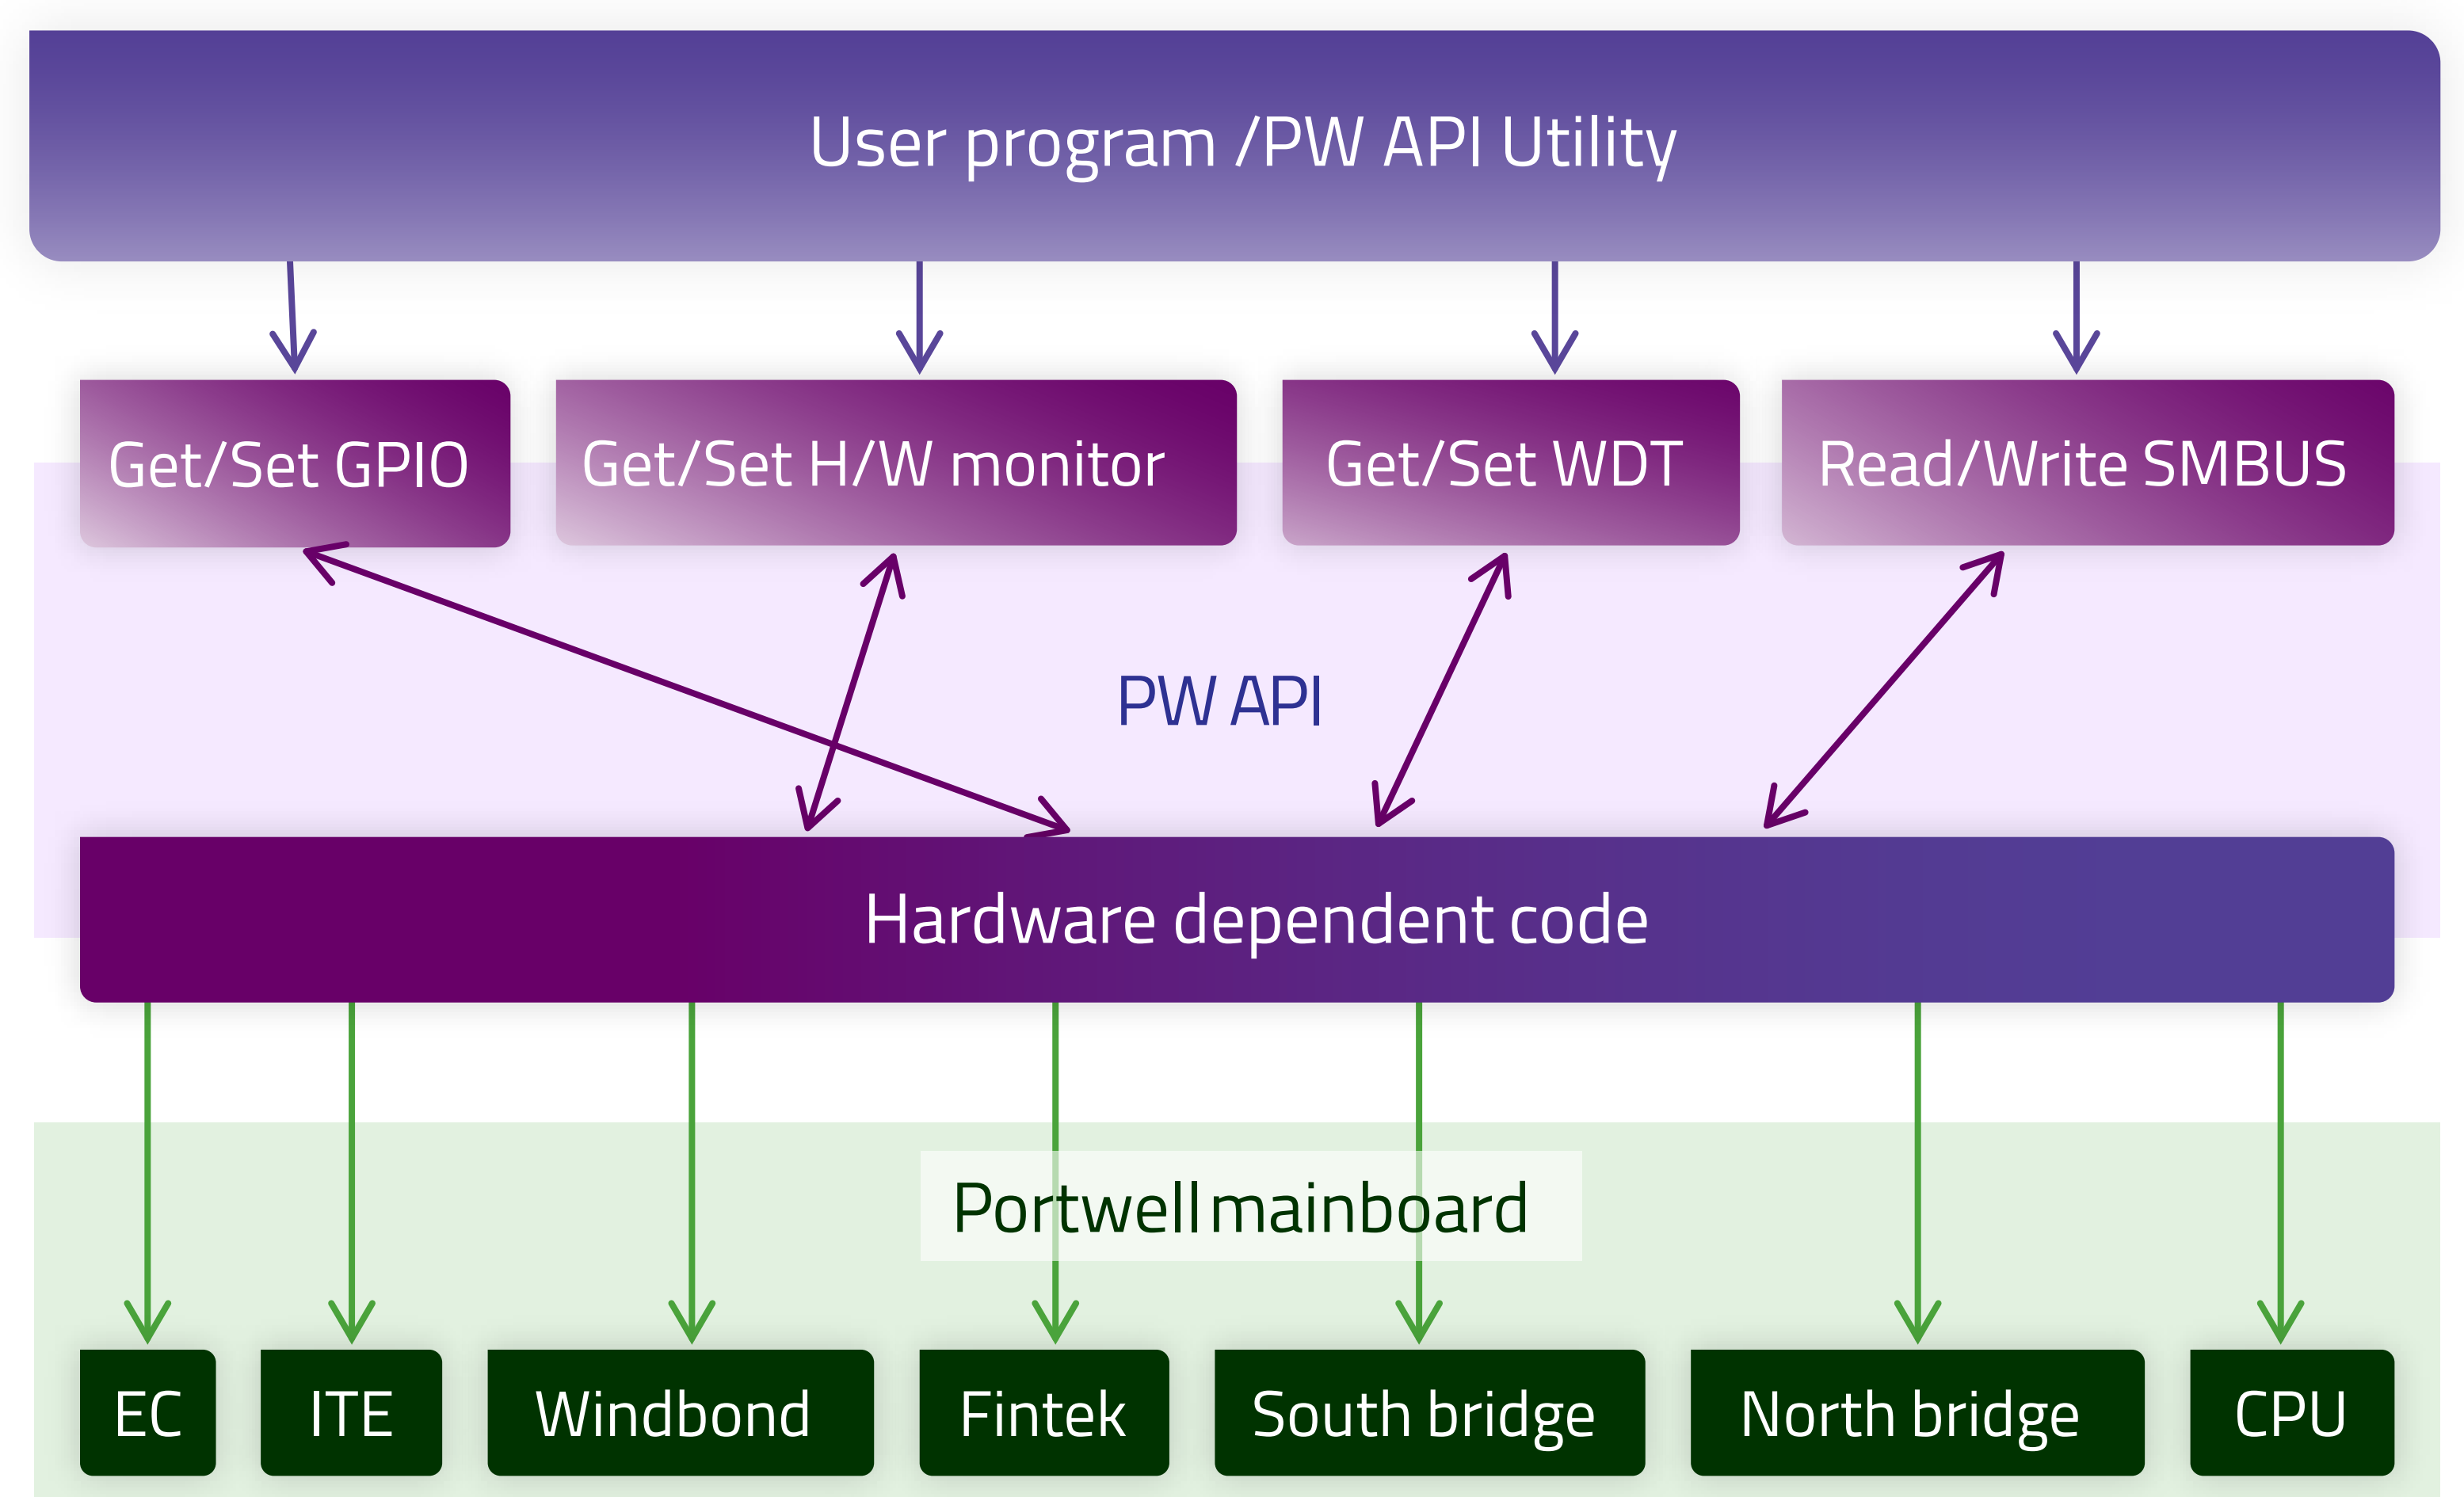 User program /PW API Utility
Get/Set GPIO
Get/Set H/W monitor
Get/Set WDT
Read/Write SMBUS
PW API
Hardware dependent code
Portwell mainboard
EC
ITE
Windbond
Fintek
South bridge
North bridge
CPU